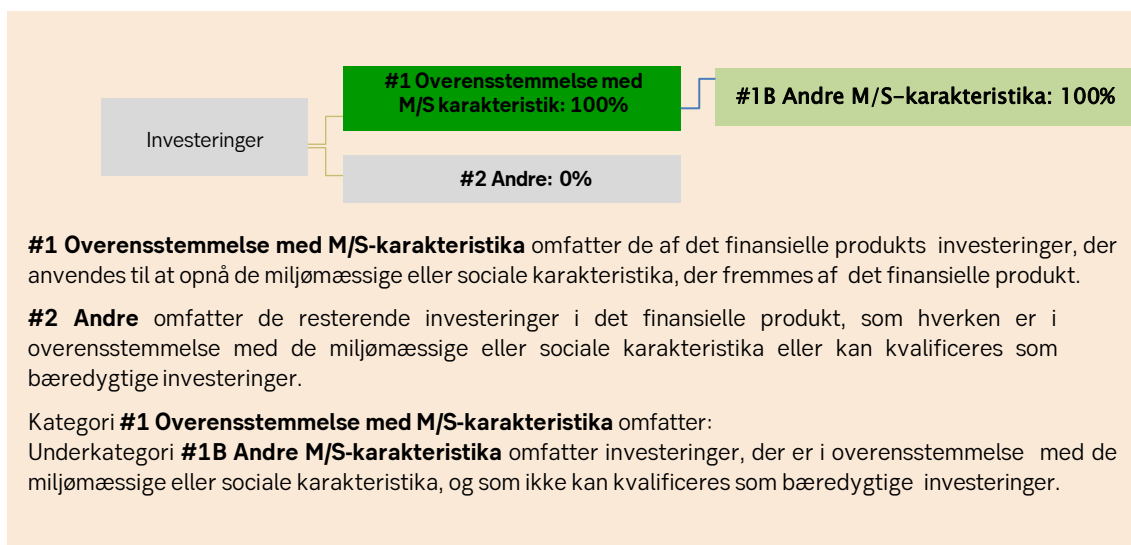 #1 Overensstemmelse med
M/S karakteristik: 100%
#1B Andre M/S-karakteristika: 100%
Investeringer
#2 Andre: 0%
#1 Overensstemmelse med M/S-karakteristika omfatter de af det finansielle produkts investeringer, der
anvendes til at opnå de miljømæssige eller sociale karakteristika, der fremmes af det finansielle produkt.
#2 Andre omfatter de resterende investeringer i det finansielle produkt, som hverken er i
overensstemmelse med de miljømæssige eller sociale karakteristika eller kan kvalificeres som
bæredygtige investeringer.
Kategori #1 Overensstemmelse med M/S-karakteristika omfatter:
Underkategori #1B Andre M/S-karakteristika omfatter investeringer, der er i overensstemmelse med de
miljømæssige eller sociale karakteristika, og som ikke kan kvalificeres som bæredygtige investeringer.